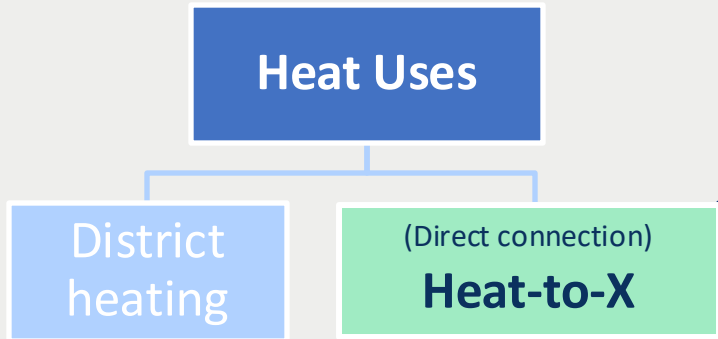 Heat Uses
District
heating
(Direct connection)
Heat-to-X